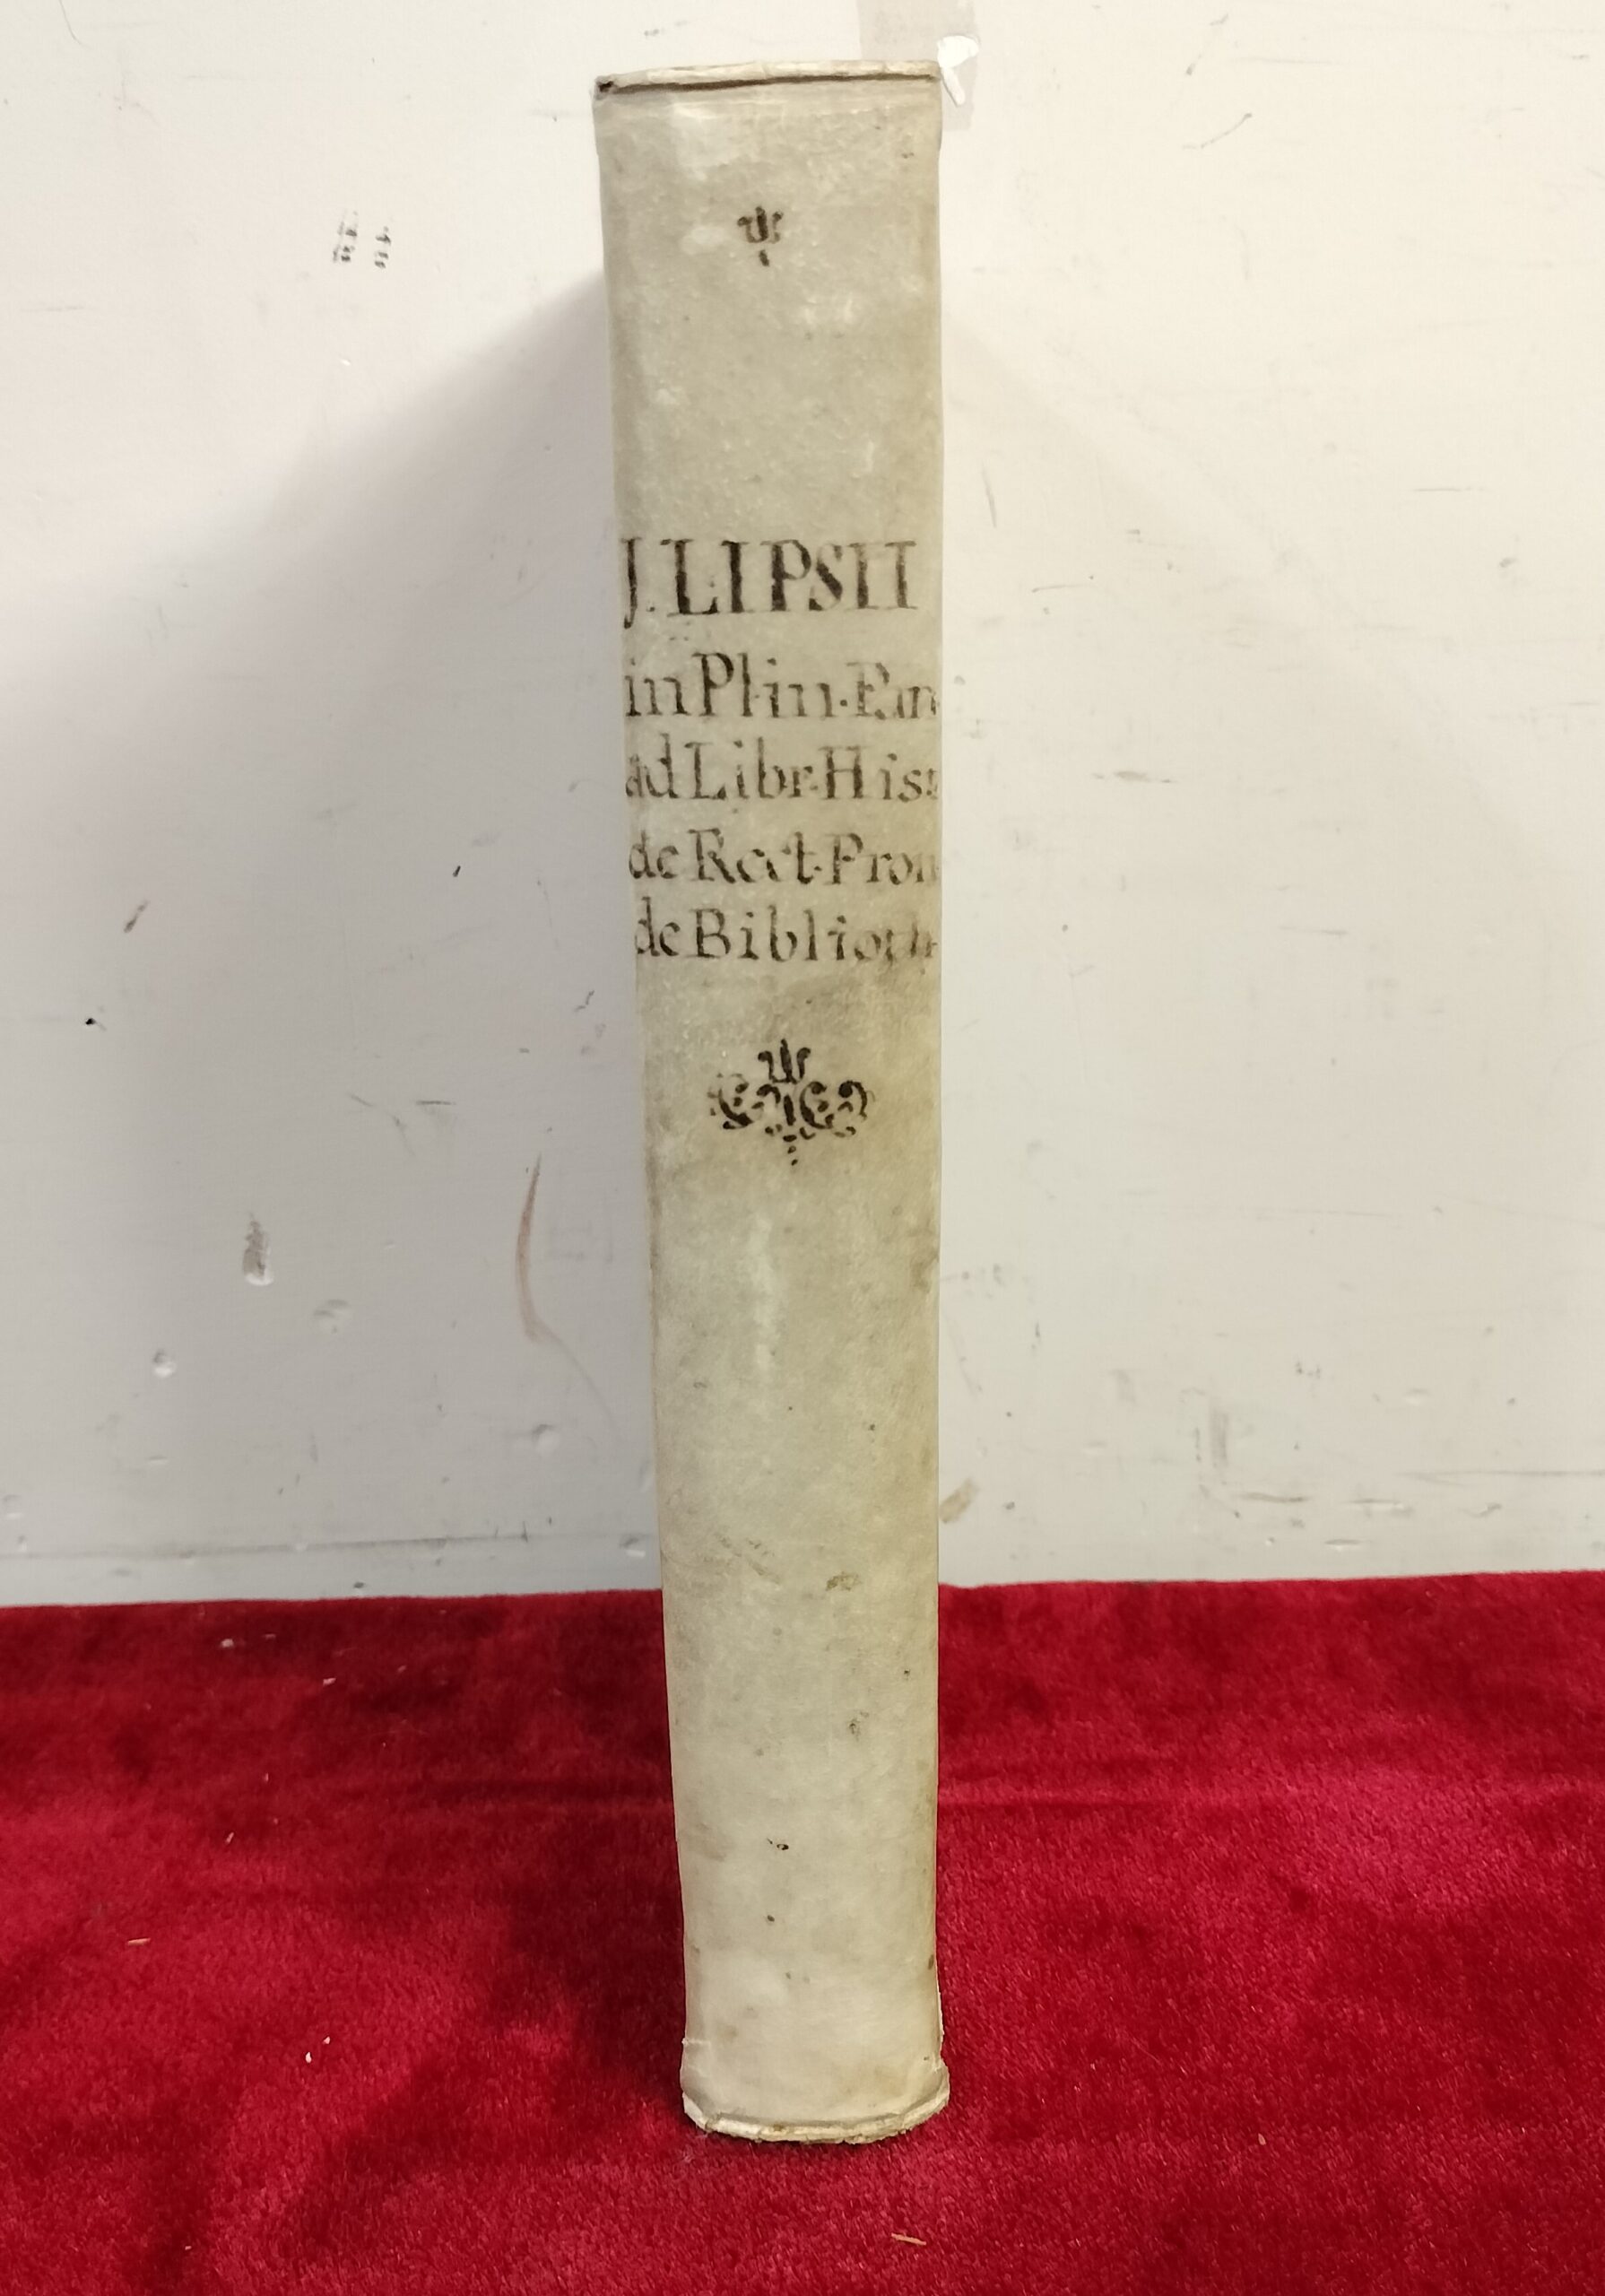 J. LIPSII
in Plin. Pan.
ad Libr. Hist
de Rect. Pron
de Biblioth